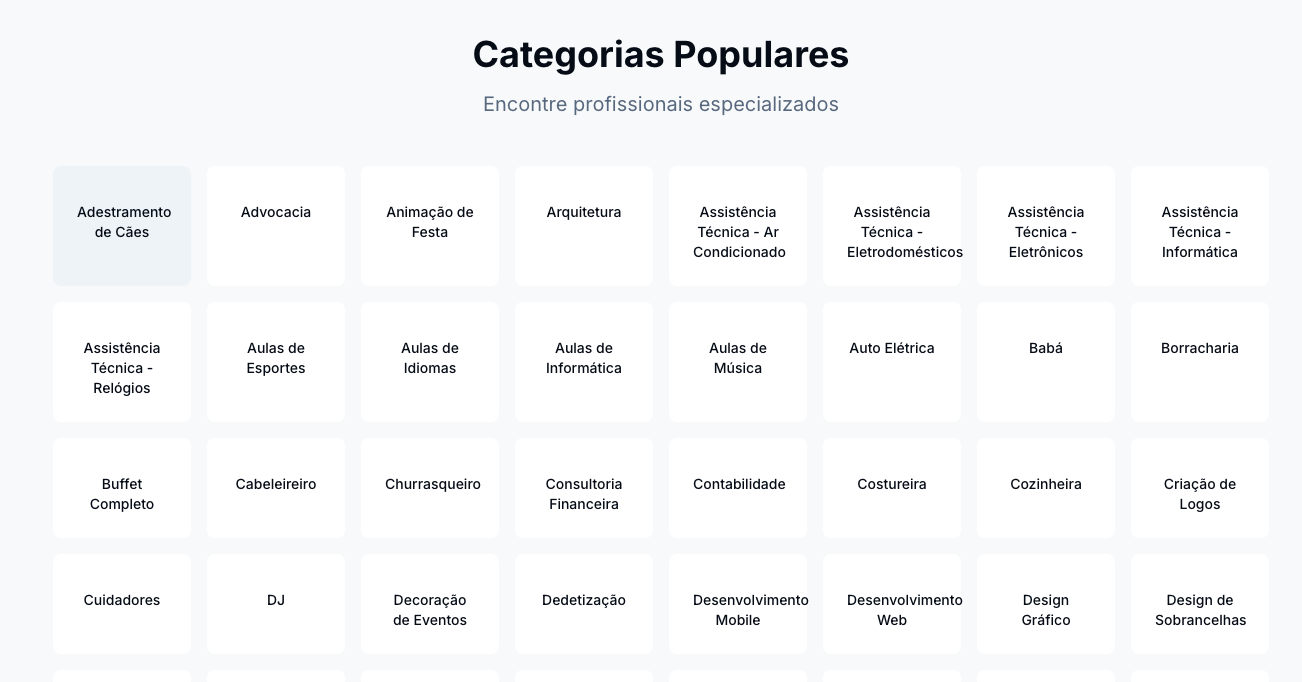 Categorias Populares
Encontre profissionais especializados
Adestramento
de Cães
Advocacia
Animação de
Festa
Arquitetura
Assistência
Técnica - Ar
Condicionado
Assistência
Técnica -
Eletrodomésticos
Assistência
Técnica -
Eletrônicos
Assistência
Técnica -
Informática
Assistência
Técnica -
Relógios
Aulas de
Esportes
Aulas de
Idiomas
Aulas de
Informática
Aulas de
Música
Auto Elétrica
Babá
Borracharia
Buffet
Completo
Cabeleireiro
Churrasqueiro
Consultoria
Financeira
Contabilidade
Costureira
Cozinheira
Criação de
Logos
Cuidadores
DJ
Decoração
de Eventos
Dedetização
Desenvolvimento
Mobile
Desenvolvimento
Web
Design
Gráfico
Design de
Sobrancelhas